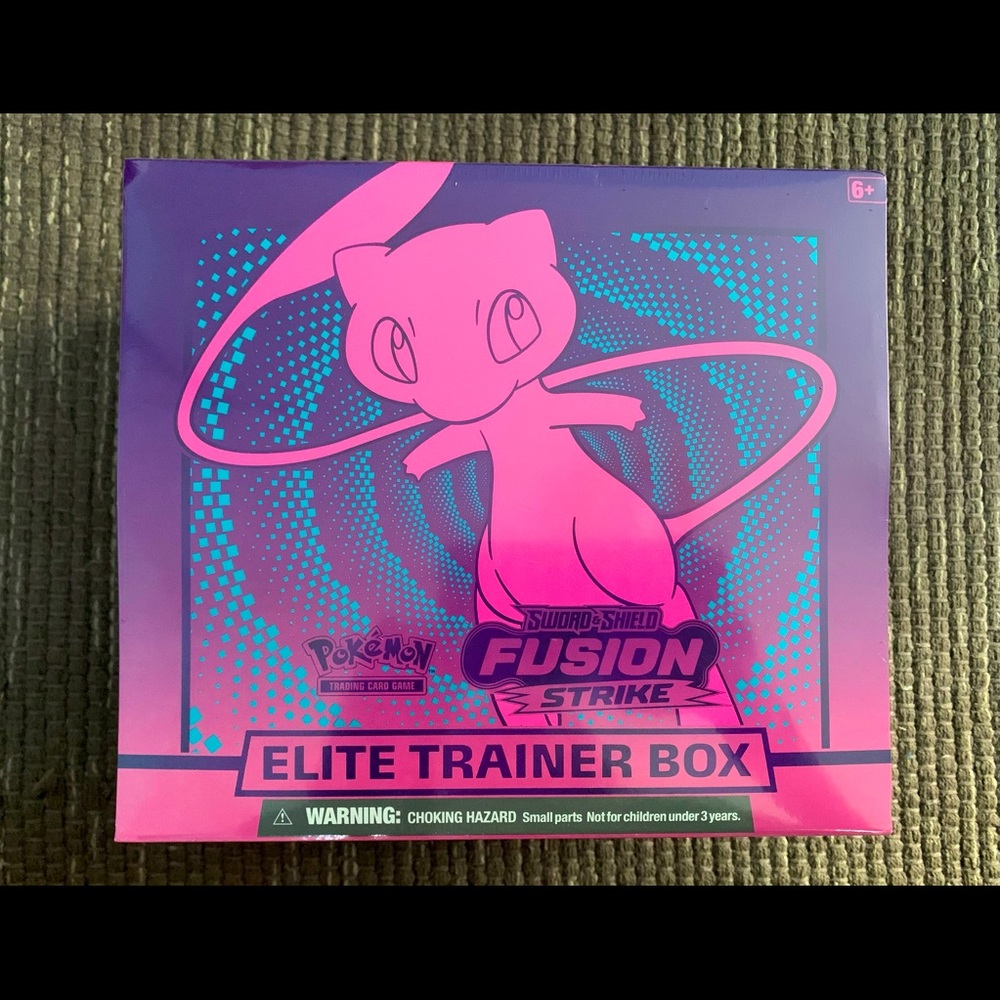 6+
SWORD & SHIELD
FUSION
STRIKE
POKéMON
TRADING CARD GAME
ELITE TRAINER BOX
WARNING: CHOKING HAZARD Small parts Not for children under 3 years.